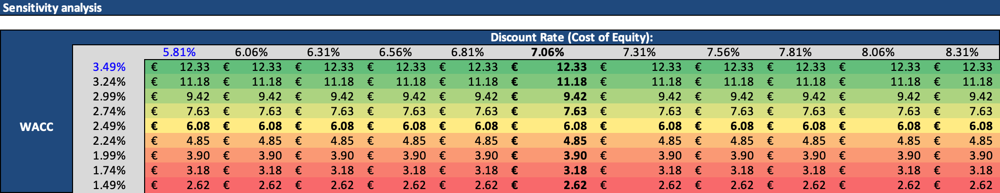 Sensitivity analysis
Discount Rate (Cost of Equity):
5.81% 6.06% 6.31% 6.56% 6.81% 7.06% 7.31% 7.56% 7.81% 8.06% 8.31%
3.49% € 12.33 € 12.33 € 12.33 € 12.33 € 12.33 € 12.33 € 12.33 € 12.33 € 12.33 € 12.33 € 12.33
3.24% € 11.18 € 11.18 € 11.18 € 11.18 € 11.18 € 11.18 € 11.18 € 11.18 € 11.18 € 11.18 € 11.18
2.99% € 9.42 € 9.42 € 9.42 € 9.42 € 9.42 € 9.42 € 9.42 € 9.42 € 9.42 € 9.42 € 9.42
2.74% € 7.63 € 7.63 € 7.63 € 7.63 € 7.63 € 7.63 € 7.63 € 7.63 € 7.63 € 7.63 € 7.63
WACC 2.49% € 6.08 € 6.08 € 6.08 € 6.08 € 6.08 € 6.08 € 6.08 € 6.08 € 6.08 € 6.08 € 6.08
2.24% € 4.85 € 4.85 € 4.85 € 4.85 € 4.85 € 4.85 € 4.85 € 4.85 € 4.85 € 4.85 € 4.85
1.99% € 3.90 € 3.90 € 3.90 € 3.90 € 3.90 € 3.90 € 3.90 € 3.90 € 3.90 € 3.90 € 3.90
1.74% € 3.18 € 3.18 € 3.18 € 3.18 € 3.18 € 3.18 € 3.18 € 3.18 € 3.18 € 3.18 € 3.18
1.49% € 2.62 € 2.62 € 2.62 € 2.62 € 2.62 € 2.62 € 2.62 € 2.62 € 2.62 € 2.62 € 2.62